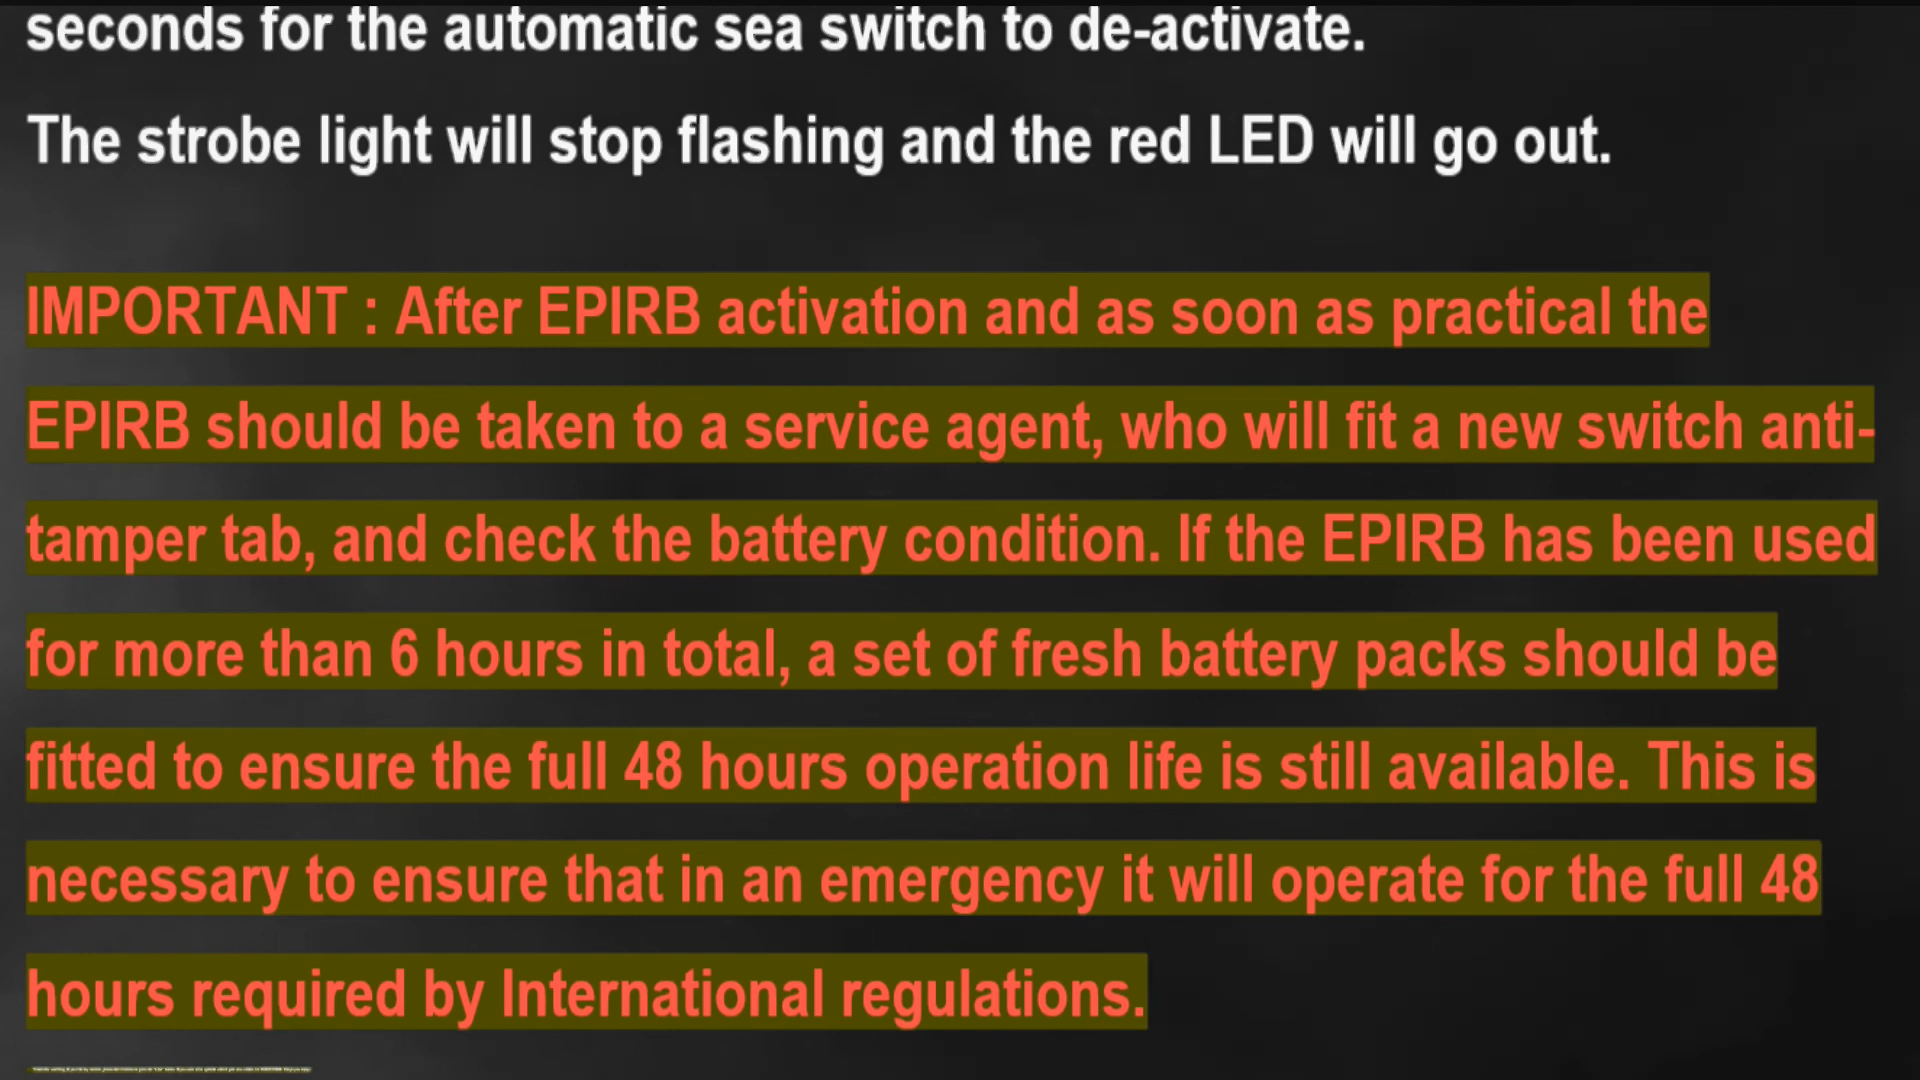 seconds for the automatic sea switch to de-activate.
The strobe light will stop flashing and the red LED will go out.
IMPORTANT : After EPIRB activation and as soon as practical the
EPIRB should be taken to a service agent, who will fit a new switch anti-
tamper tab, and check the battery condition. If the EPIRB has been used
for more than 6 hours in total, a set of fresh battery packs should be
fitted to ensure the full 48 hours operation life is still available. This is
necessary to ensure that in an emergency it will operate for the full 48
hours required by International regulations.